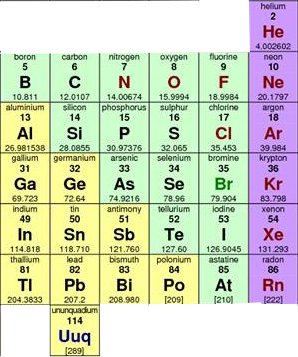 helium
2
He
4.002602
boron carbon nitrogen oxygen fluorine neon
5 6 7 8 9 10
B C N O F Ne
10.811 12.0107 14.00674 15.9994 18.9984 20.1797
aluminium silicon phosphorus sulphur chlorine argon
13 14 15 16 17 18
Al Si P S Cl Ar
26.981538 28.0855 30.97376 32.065 35.453 39.984
gallium germanium arsenic selenium bromine krypton
31 32 33 34 35 36
Ga Ge As Se Br Kr
69.723 72.64 74.9216 78.96 79.904 83.798
indium tin antimony tellurium iodine xenon
49 50 51 52 53 54
In Sn Sb Te I Xe
114.818 118.710 121.760 127.60 126.9045 131.293
thallium lead bismuth polonium astatine radon
81 82 83 84 85 86
Tl Pb Bi Po At Rn
204.3833 207.2 208.980 [209] [210] [222]
ununquadium
114
Uuq
[289]